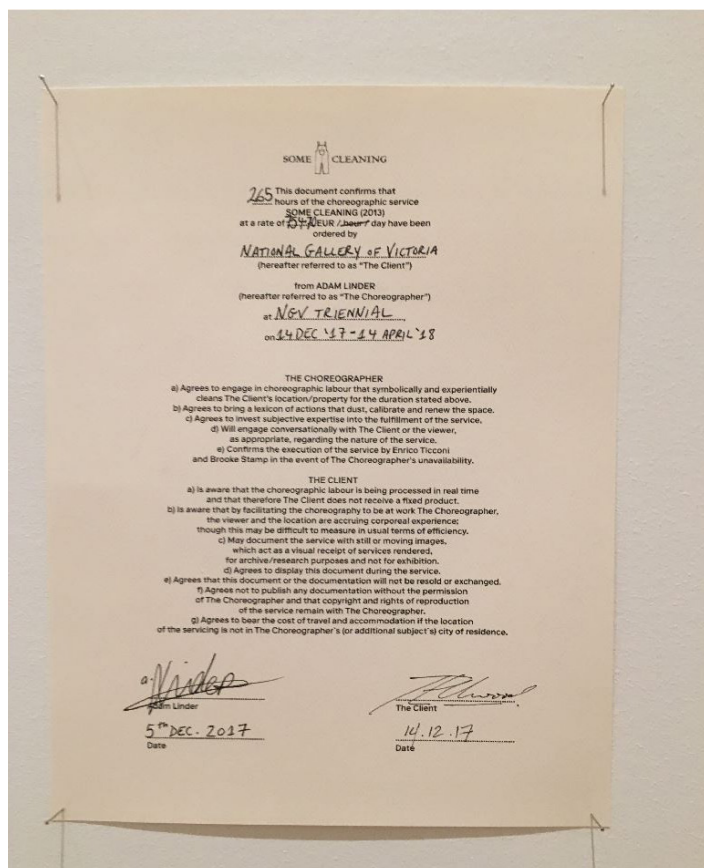 SOME CLEANING
265 This document confirms that
hours of the choreographic service
SOME CLEANING (2013)
at a rate of EUR / hour / day have been
ordered by
NATIONAL GALLERY OF VICTORIA
(hereafter referred to as "The Client")
from ADAM LINDER
(hereafter referred to as "The Choreographer")
at NGV TRIENNIAL
on 14 DEC '17 - 14 APRIL '18
THE CHOREOGRAPHER
a) Agrees to engage in choreographic labour that symbolically and experientially
cleans The Client's location/property for the duration stated above.
b) Agrees to bring a lexicon of actions that dust, calibrate and renew the space.
c) Agrees to invest subjective expertise into the fulfillment of the service.
d) Will engage conversationally with The Client or the viewer,
as appropriate, regarding the nature of the service.
e) Confirms the execution of the service by Enrico Ticconi
and Brooke Stamp in the event of The Choreographer's unavailability.
THE CLIENT
a) Is aware that the choreographic labour is being processed in real time
and that therefore The Client does not receive a fixed product.
b) Is aware that by facilitating the choreography to be at work The Choreographer,
the viewer and the location are accruing corporeal experience;
though this may be difficult to measure in usual terms of efficiency.
c) May document the service with still or moving images,
which act as a visual receipt of services rendered,
for archive/research purposes and not for exhibition.
d) Agrees to display this document during the service.
e) Agrees that this document or the documentation will not be resold or exchanged.
f) Agrees not to publish any documentation without the permission
of The Choreographer and that copyright and rights of reproduction
of the service remain with The Choreographer.
g) Agrees to bear the cost of travel and accommodation if the location
of the servicing is not in The Choreographer's (or additional subject's) city of residence.
a. Linder
Adam Linder
5th DEC. 2017
Date
The Client
14.12.17
Date